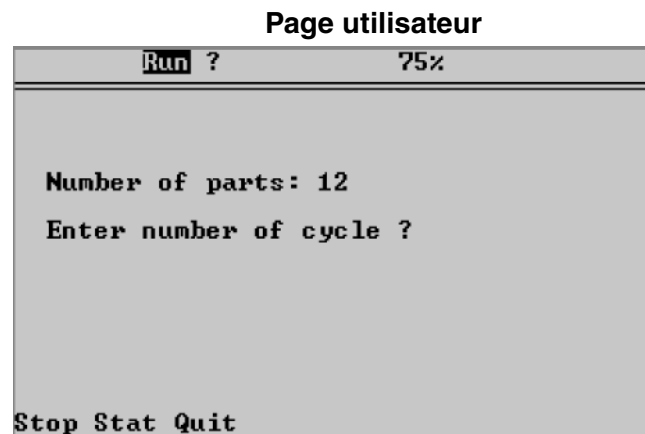 Page utilisateur
Run ? 75%
Number of parts: 12
Enter number of cycle ?
Stop Stat Quit